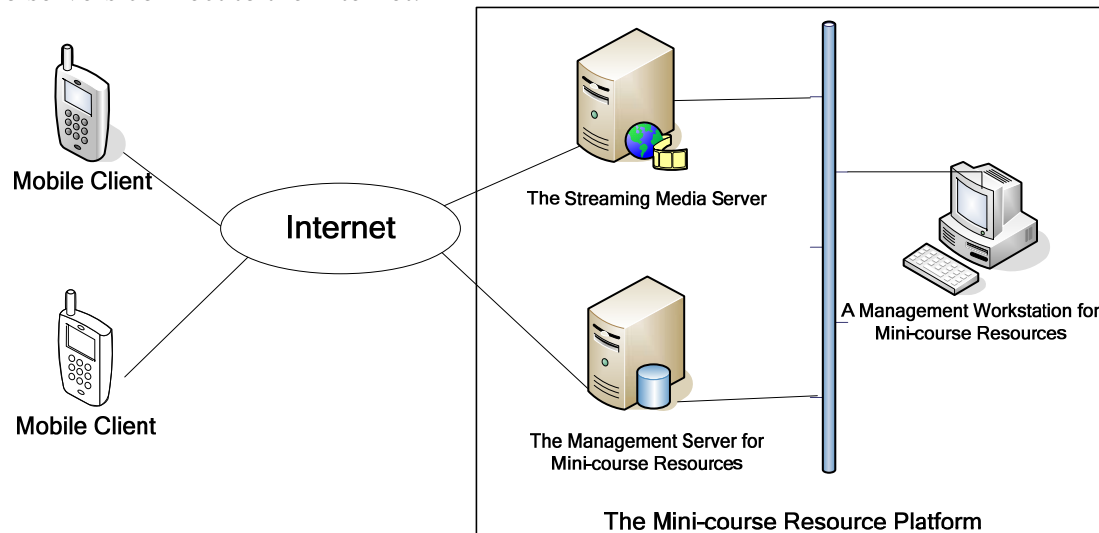 Mobile Client
Internet
Mobile Client
The Streaming Media Server
A Management Workstation for
Mini-course Resources
The Management Server for
Mini-course Resources
The Mini-course Resource Platform